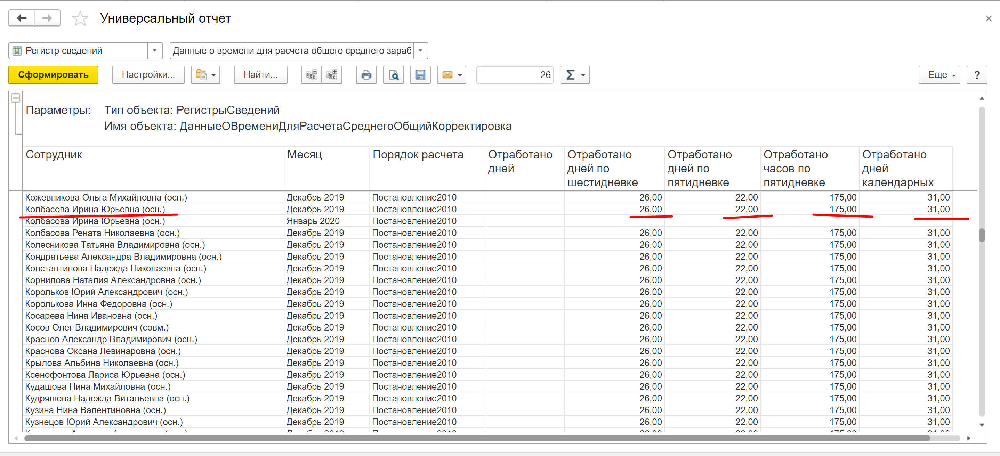 Универсальный отчет
Регистр сведений
Данные о времени для расчета общего среднего зараб
Сформировать Настройки... Найти... 26 Σ Еще ?
Параметры: Тип объекта: РегистрыСведений
Имя объекта: ДанныеОВремениДляРасчетаСреднегоОбщийКорректировка
Сотрудник Месяц Порядок расчета Отработано дней Отработано дней по шестидневке Отработано дней по пятидневке Отработано часов по пятидневке Отработано дней календарных
Кожевникова Ольга Михайловна (осн.) Декабрь 2019 Постановление2010 26,00 22,00 175,00 31,00
Колбасова Ирина Юрьевна (осн.) Декабрь 2019 Постановление2010 26,00 22,00 175,00 31,00
Колбасова Ирина Юрьевна (осн.) Январь 2020 Постановление2010
Колбасова Рената Николаевна (осн.) Декабрь 2019 Постановление2010 26,00 22,00 175,00 31,00
Колесникова Татьяна Владимировна (осн.) Декабрь 2019 Постановление2010 26,00 22,00 175,00 31,00
Кондратьева Александра Владимировна (осн.) Декабрь 2019 Постановление2010 26,00 22,00 175,00 31,00
Константинова Надежда Николаевна (осн.) Декабрь 2019 Постановление2010 26,00 22,00 175,00 31,00
Корнилова Наталия Александровна (осн.) Декабрь 2019 Постановление2010 26,00 22,00 175,00 31,00
Корольков Юрий Александрович (осн.) Декабрь 2019 Постановление2010 26,00 22,00 175,00 31,00
Королькова Инна Федоровна (осн.) Декабрь 2019 Постановление2010 26,00 22,00 175,00 31,00
Косарева Нина Ивановна (осн.) Декабрь 2019 Постановление2010 26,00 22,00 175,00 31,00
Косов Олег Владимирович (совм.) Декабрь 2019 Постановление2010 26,00 22,00 175,00 31,00
Краснов Александр Владимирович (осн.) Декабрь 2019 Постановление2010 26,00 22,00 175,00 31,00
Краснова Оксана Левинаровна (осн.) Декабрь 2019 Постановление2010 26,00 22,00 175,00 31,00
Крылова Альбина Николаевна (осн.) Декабрь 2019 Постановление2010 26,00 22,00 175,00 31,00
Ксенофонтова Лариса Юрьевна (осн.) Декабрь 2019 Постановление2010 26,00 22,00 175,00 31,00
Кудашова Нина Михайловна (осн.) Декабрь 2019 Постановление2010 26,00 22,00 175,00 31,00
Кудряшова Надежда Витальевна (осн.) Декабрь 2019 Постановление2010 26,00 22,00 175,00 31,00
Кузина Нина Валентиновна (осн.) Декабрь 2019 Постановление2010 26,00 22,00 175,00 31,00
Кузнецов Юрий Александрович (осн.) Декабрь 2019 Постановление2010 26,00 22,00 175,00 31,00